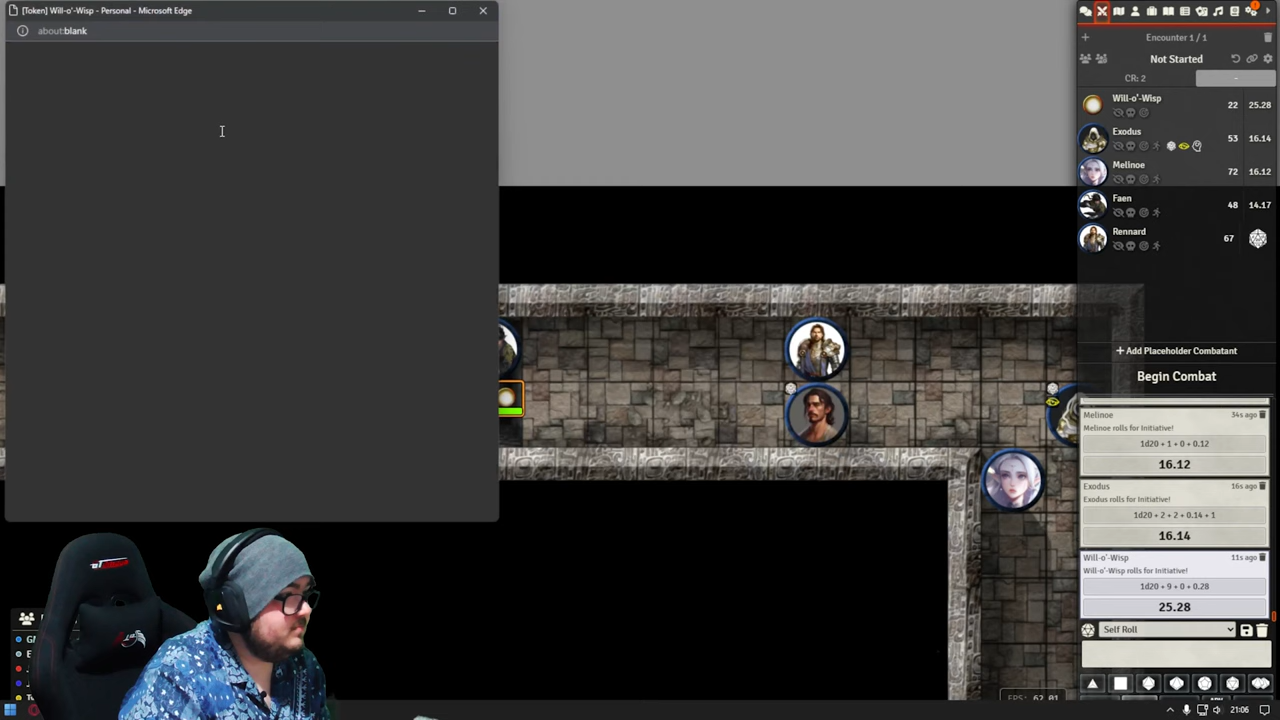 [Token] Will-o'-Wisp - Personal - Microsoft Edge
about:blank
Encounter 1 / 1
Not Started
CR: 2
-
Will-o'-Wisp 22 25.28
Exodus 53 16.14
Melinoe 72 16.12
Faen 48 14.17
Rennard 67
+ Add Placeholder Combatant
Begin Combat
Melinoe 34s ago
Melinoe rolls for Initiative!
1d20 + 1 + 0 + 0.12
16.12
Exodus 16s ago
Exodus rolls for Initiative!
1d20 + 2 + 2 + 0.14 + 1
16.14
Will-o'-Wisp 11s ago
Will-o'-Wisp rolls for Initiative!
1d20 + 9 + 0 + 0.28
25.28
Self Roll
FPS: 62.01
21:06